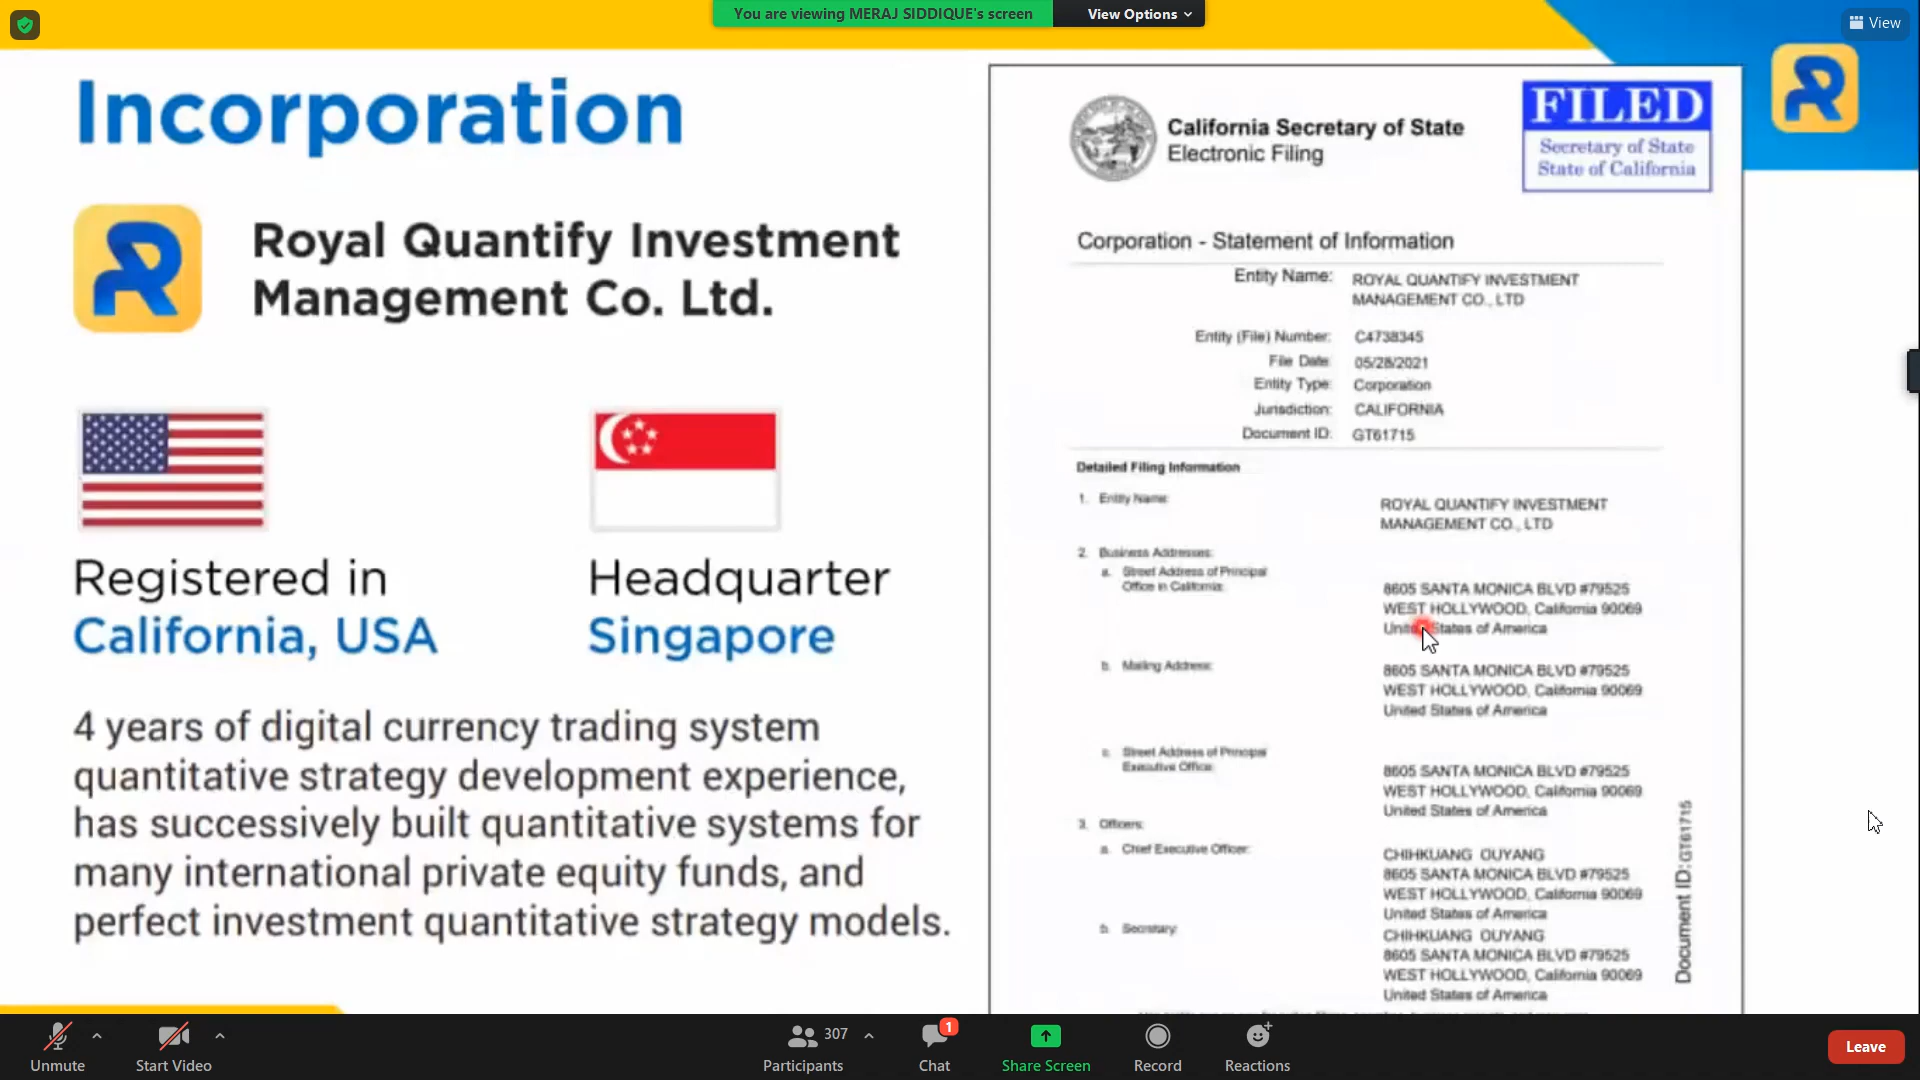 You are viewing MERAJ SIDDIQUE's screen
View Options
View
Incorporation
Royal Quantify Investment
Management Co. Ltd.
Registered in
California, USA
Headquarter
Singapore
4 years of digital currency trading system
quantitative strategy development experience,
has successively built quantitative systems for
many international private equity funds, and
perfect investment quantitative strategy models.
California Secretary of State
Electronic Filing
FILED
Secretary of State
State of California
Corporation - Statement of Information
Entity Name: ROYAL QUANTIFY INVESTMENT
MANAGEMENT CO., LTD
Entity (File) Number: C4738345
File Date: 05/28/2021
Entity Type: Corporation
Jurisdiction: CALIFORNIA
Document ID: GT61715
Detailed Filing Information
1. Entity Name: ROYAL QUANTIFY INVESTMENT
MANAGEMENT CO., LTD
2. Business Addresses:
a. Street Address of Principal
Office in California:
8605 SANTA MONICA BLVD #79525
WEST HOLLYWOOD, California 90069
United States of America
b. Mailing Address:
8605 SANTA MONICA BLVD #79525
WEST HOLLYWOOD, California 90069
United States of America
c. Street Address of Principal
Executive Office:
8605 SANTA MONICA BLVD #79525
WEST HOLLYWOOD, California 90069
United States of America
3. Officers:
a. Chief Executive Officer:
CHIHKUANG OUYANG
8605 SANTA MONICA BLVD #79525
WEST HOLLYWOOD, California 90069
United States of America
b. Secretary:
CHIHKUANG OUYANG
8605 SANTA MONICA BLVD #79525
WEST HOLLYWOOD, California 90069
United States of America
Document ID: GT61715
Unmute
Start Video
307
Participants
1
Chat
Share Screen
Record
Reactions
Leave